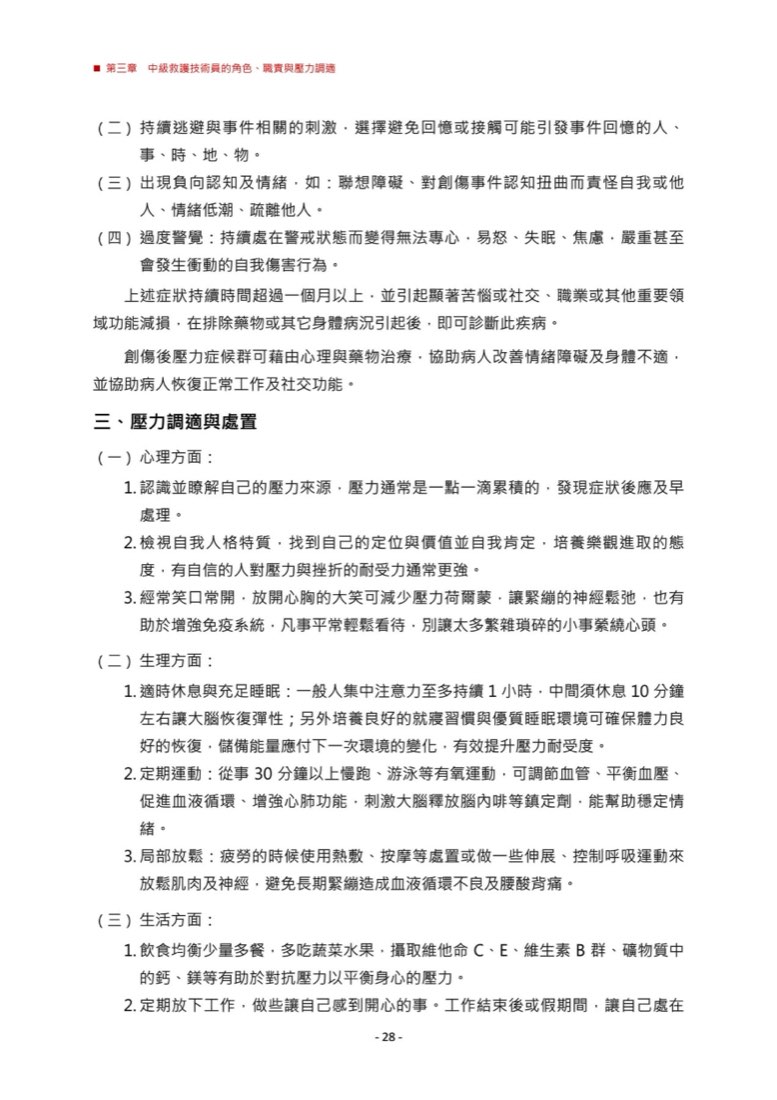 ■ 第三章 中級救護技術員的角色、職責與壓力調適
（二）持續逃避與事件相關的刺激，選擇避免回憶或接觸可能引發事件回憶的人、
事、時、地、物。
（三）出現負向認知及情緒，如：聯想障礙、對創傷事件認知扭曲而責怪自我或他
人、情緒低潮、疏離他人。
（四）過度警覺：持續處在警戒狀態而變得無法專心，易怒、失眠、焦慮，嚴重甚至
會發生衝動的自我傷害行為。
上述症狀持續時間超過一個月以上，並引起顯著苦惱或社交、職業或其他重要領
域功能減損，在排除藥物或其它身體病況引起後，即可診斷此疾病。
創傷後壓力症候群可藉由心理與藥物治療，協助病人改善情緒障礙及身體不適，
並協助病人恢復正常工作及社交功能。
三、壓力調適與處置
（一）心理方面：
1. 認識並瞭解自己的壓力來源，壓力通常是一點一滴累積的，發現症狀後應及早
處理。
2. 檢視自我人格特質，找到自己的定位與價值並自我肯定，培養樂觀進取的態
度，有自信的人對壓力與挫折的耐受力通常更強。
3. 經常笑口常開，放開心胸的大笑可減少壓力荷爾蒙，讓緊繃的神經鬆弛，也有
助於增強免疫系統，凡事平常輕鬆看待，別讓太多繁雜瑣碎的小事縈繞心頭。
（二）生理方面：
1. 適時休息與充足睡眠：一般人集中注意力至多持續 1 小時，中間須休息 10 分鐘
左右讓大腦恢復彈性；另外培養良好的就寢習慣與優質睡眠環境可確保體力良
好的恢復，儲備能量應付下一次環境的變化，有效提升壓力耐受度。
2. 定期運動：從事 30 分鐘以上慢跑、游泳等有氧運動，可調節血管、平衡血壓、
促進血液循環、增強心肺功能，刺激大腦釋放腦內啡等鎮定劑，能幫助穩定情
緒。
3. 局部放鬆：疲勞的時候使用熱敷、按摩等處置或做一些伸展、控制呼吸運動來
放鬆肌肉及神經，避免長期緊繃造成血液循環不良及腰酸背痛。
（三）生活方面：
1. 飲食均衡少量多餐，多吃蔬菜水果，攝取維他命 C、E、維生素 B 群、礦物質中
的鈣、鎂等有助於對抗壓力以平衡身心的壓力。
2. 定期放下工作，做些讓自己感到開心的事。工作結束後或假期間，讓自己處在
- 28 -